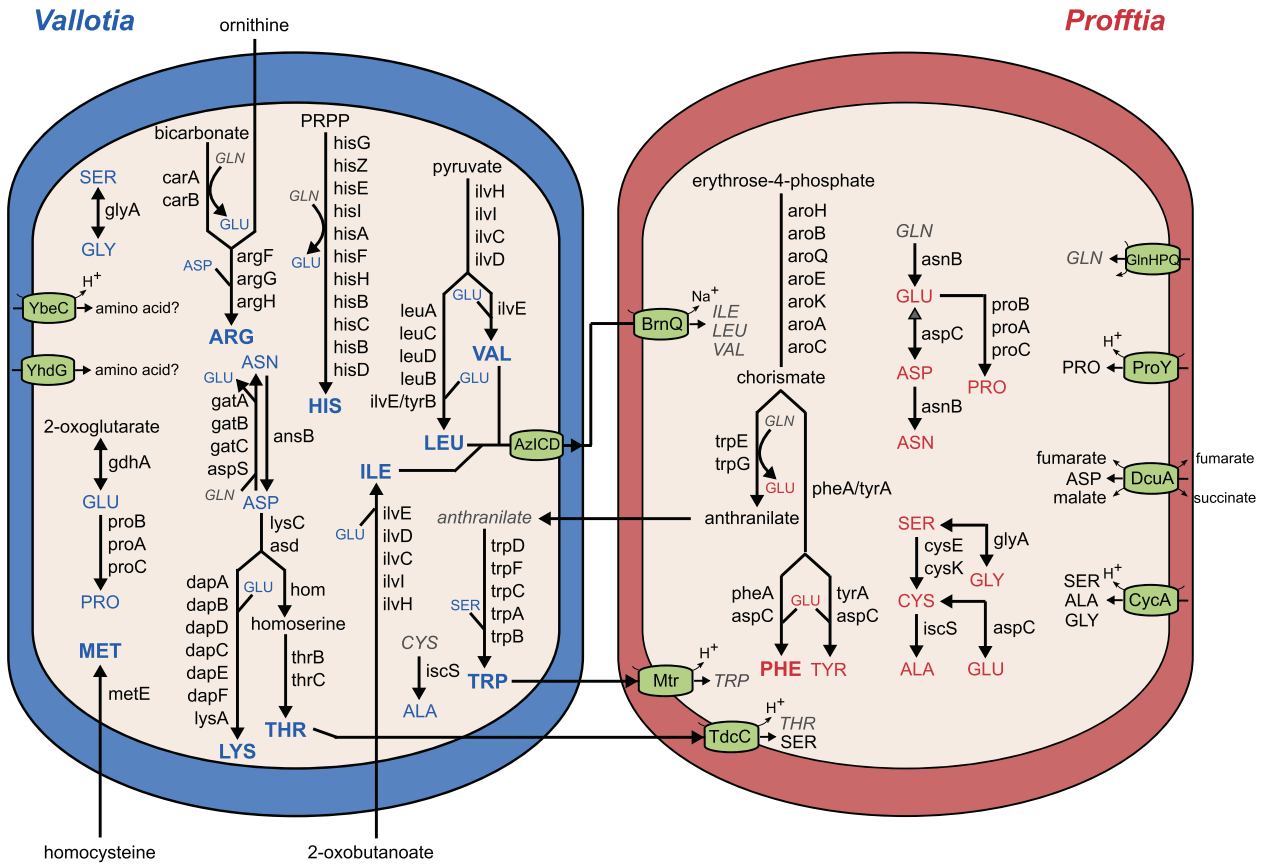 Vallotia
Profftia
ornithine
bicarbonate
GLN
carA
carB
GLU
ASP
argF
argG
argH
ARG
PRPP
hisG
hisZ
hisE
hisI
hisA
hisF
hisH
hisB
hisC
hisB
hisD
GLN
GLU
HIS
pyruvate
ilvH
ilvI
ilvC
ilvD
GLU
ilvE
VAL
leuA
leuC
leuD
leuB
ilvE/tyrB
GLU
LEU
SER
glyA
GLY
YbeC
H+
amino acid?
YhdG
amino acid?
ASN
GLU
gatA
gatB
gatC
aspS
GLN
ansB
ASP
lysC
asd
dapA
dapB
dapD
dapC
dapE
dapF
lysA
GLU
LYS
hom
homoserine
thrB
thrC
THR
2-oxoglutarate
gdhA
GLU
proB
proA
proC
PRO
MET
metE
homocysteine
ILE
GLU
ilvE
ilvD
ilvC
ilvI
ilvH
2-oxobutanoate
CYS
iscS
ALA
anthranilate
trpD
trpF
trpC
trpA
trpB
SER
TRP
AzlCD
BrnQ
Na+
ILE
LEU
VAL
erythrose-4-phosphate
aroH
aroB
aroQ
aroE
aroK
aroA
aroC
chorismate
GLN
trpE
trpG
GLU
anthranilate
pheA/tyrA
pheA
aspC
GLU
tyrA
aspC
PHE
TYR
Mtr
H+
TRP
TdcC
H+
THR
SER
GLN
asnB
GLU
aspC
ASP
asnB
ASN
proB
proA
proC
PRO
SER
cysE
cysK
glyA
GLY
CYS
iscS
aspC
ALA
GLU
GLN
GlnHPQ
H+
PRO
ProY
fumarate
ASP
malate
DcuA
fumarate
succinate
H+
SER
ALA
GLY
CycA